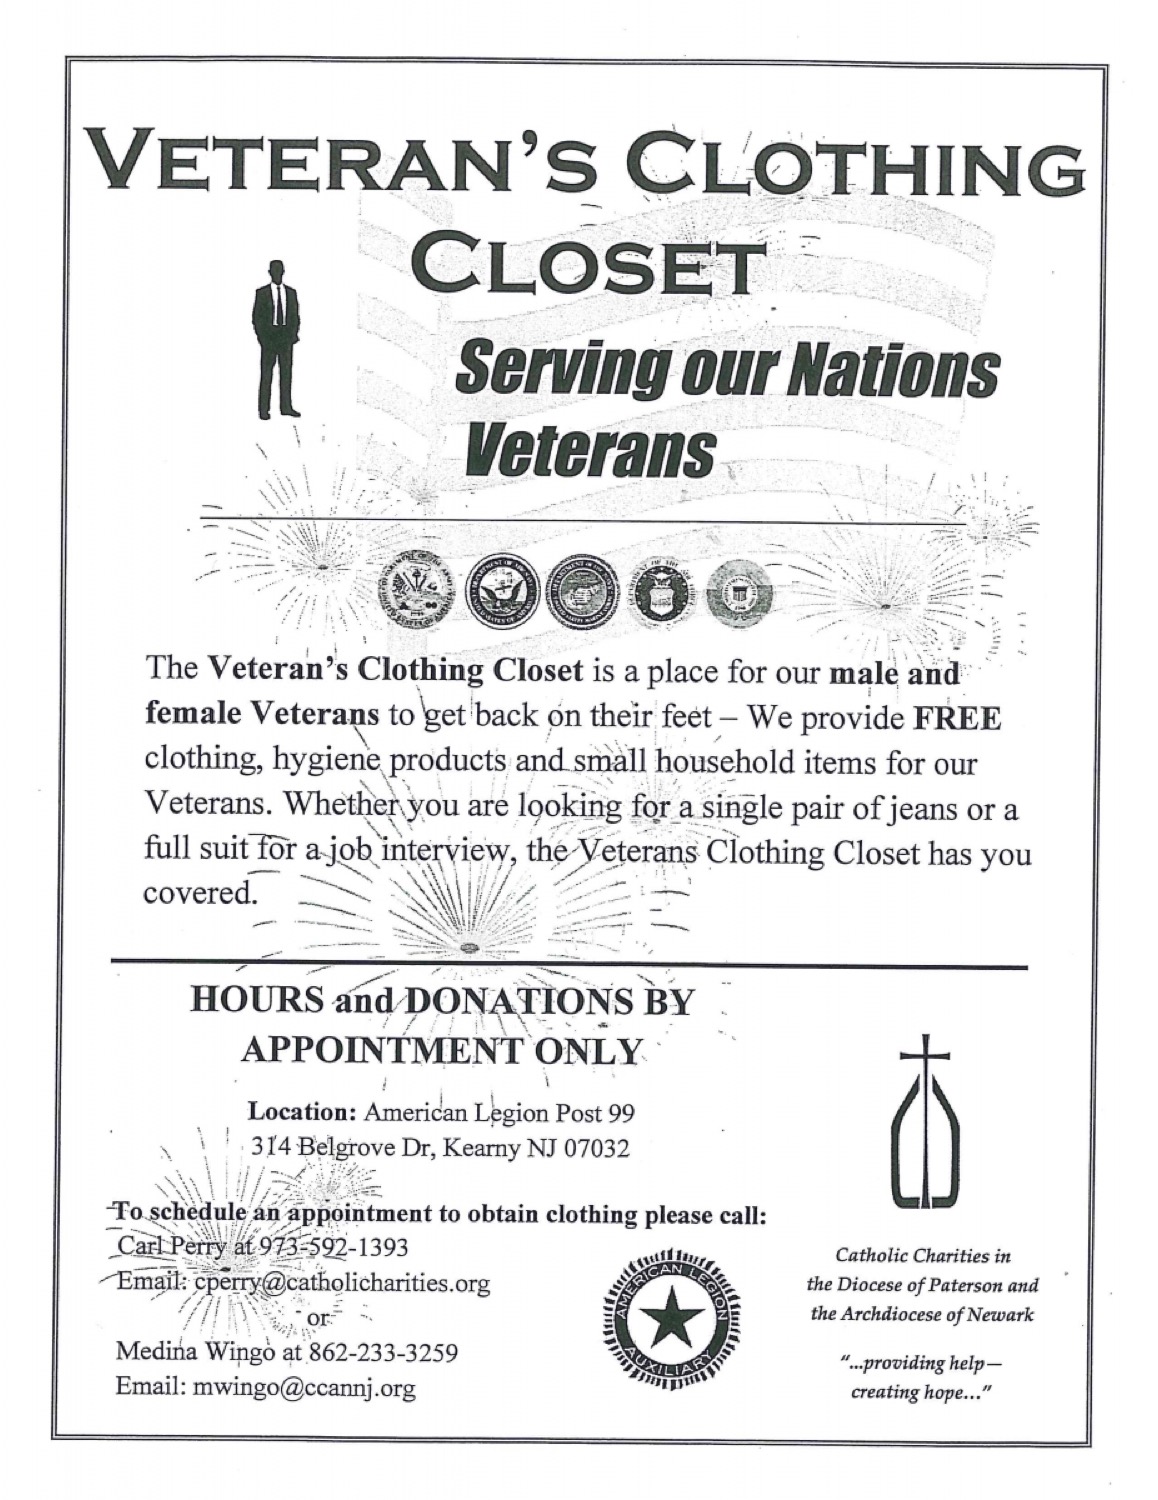 VETERAN'S CLOTHING
CLOSET
Serving our Nations
Veterans
The Veteran's Clothing Closet is a place for our male and
female Veterans to get back on their feet – We provide FREE
clothing, hygiene products and small household items for our
Veterans. Whether you are looking for a single pair of jeans or a
full suit for a job interview, the Veterans Clothing Closet has you
covered.
HOURS and DONATIONS BY
APPOINTMENT ONLY
Location: American Legion Post 99
314 Belgrove Dr, Kearny NJ 07032
To schedule an appointment to obtain clothing please call:
Carl Perry at 973-592-1393
Email: cperry@catholicharities.org
or
Medina Wingo at 862-233-3259
Email: mwingo@ccannj.org
AMERICAN LEGION
AUXILIARY
Catholic Charities in
the Diocese of Paterson and
the Archdiocese of Newark
"...providing help—
creating hope..."